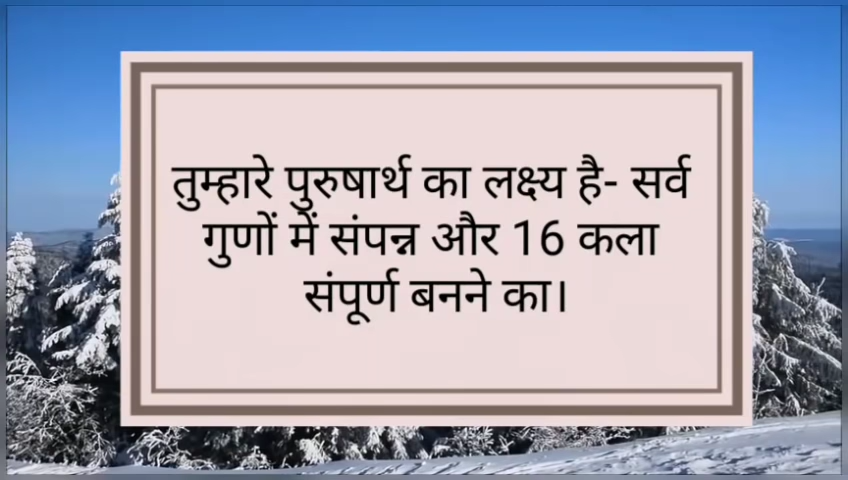 तुम्हारे पुरुषार्थ का लक्ष्य है- सर्व
गुणों में संपन्न और 16 कला
संपूर्ण बनने का।